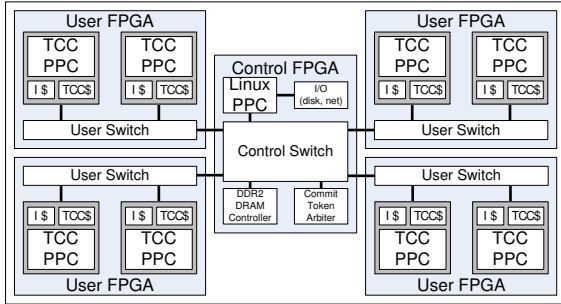 User FPGA
TCC PPC
TCC PPC
I $ TCC$
I $ TCC$
User Switch
Control FPGA
Linux PPC
I/O (disk, net)
Control Switch
DDR2 DRAM Controller
Commit Token Arbiter
User FPGA
TCC PPC
TCC PPC
I $ TCC$
I $ TCC$
User Switch
User Switch
I $ TCC$
I $ TCC$
TCC PPC
TCC PPC
User FPGA
User Switch
I $ TCC$
I $ TCC$
TCC PPC
TCC PPC
User FPGA